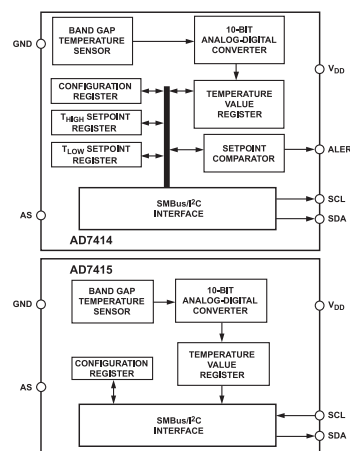 BAND GAP
TEMPERATURE
SENSOR
10-BIT
ANALOG-DIGITAL
CONVERTER
GND
VDD
CONFIGURATION
REGISTER
TEMPERATURE
VALUE
REGISTER
THIGH SETPOINT
REGISTER
TLOW SETPOINT
REGISTER
SETPOINT
COMPARATOR
ALER
SMBus/I2C
INTERFACE
SCL
SDA
AS
AD7414
AD7415
BAND GAP
TEMPERATURE
SENSOR
10-BIT
ANALOG-DIGITAL
CONVERTER
GND
VDD
CONFIGURATION
REGISTER
TEMPERATURE
VALUE
REGISTER
AS
SMBus/I2C
INTERFACE
SCL
SDA